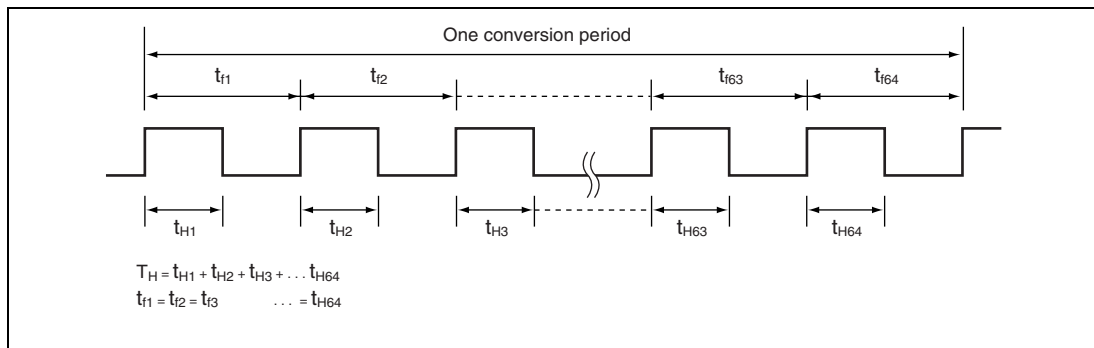 One conversion period
tf1 tf2 tf63 tf64
tH1 tH2 tH3 tH63 tH64
TH = tH1 + tH2 + tH3 + . . . tH64
tf1 = tf2 = tf3 . . . = tH64